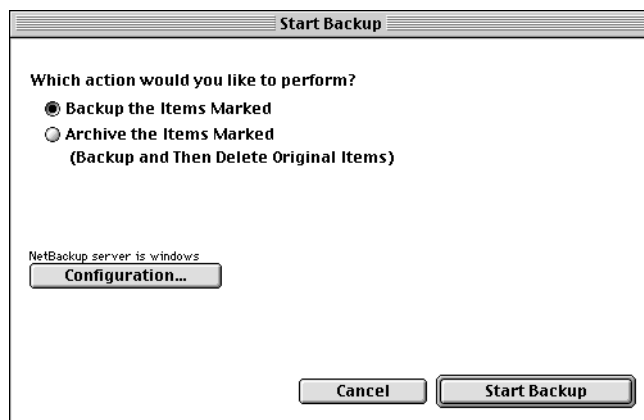 Start Backup
Which action would you like to perform?
Backup the Items Marked
Archive the Items Marked
(Backup and Then Delete Original Items)
NetBackup server is windows
Configuration...
Cancel
Start Backup